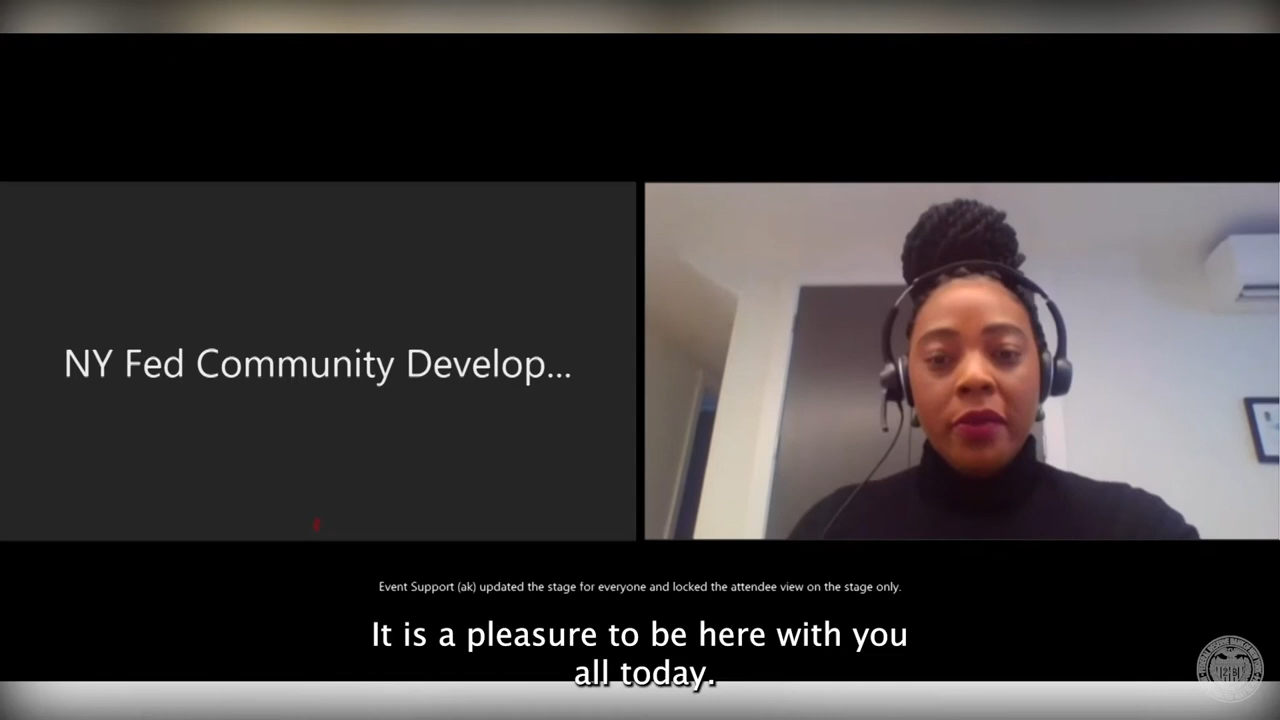 NY Fed Community Develop...
Event Support (ak) updated the stage for everyone and locked the attendee view on the stage only.
It is a pleasure to be here with you
all today.